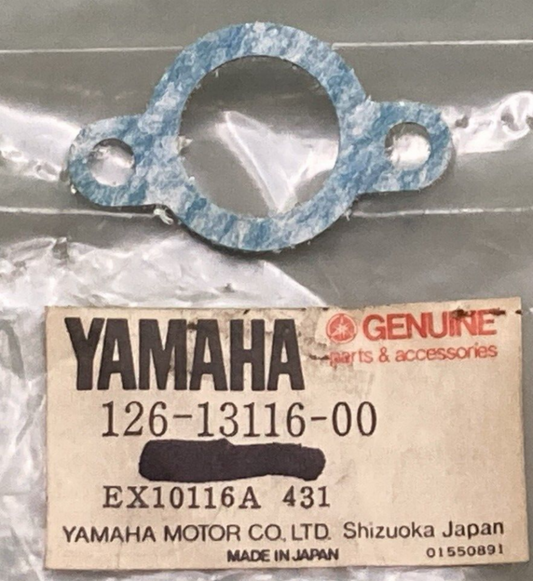 YAMAHA GENUINE
parts & accessories
126-13116-00
EX10116A 431
YAMAHA MOTOR CO., LTD. Shizuoka Japan
MADE IN JAPAN 01550891